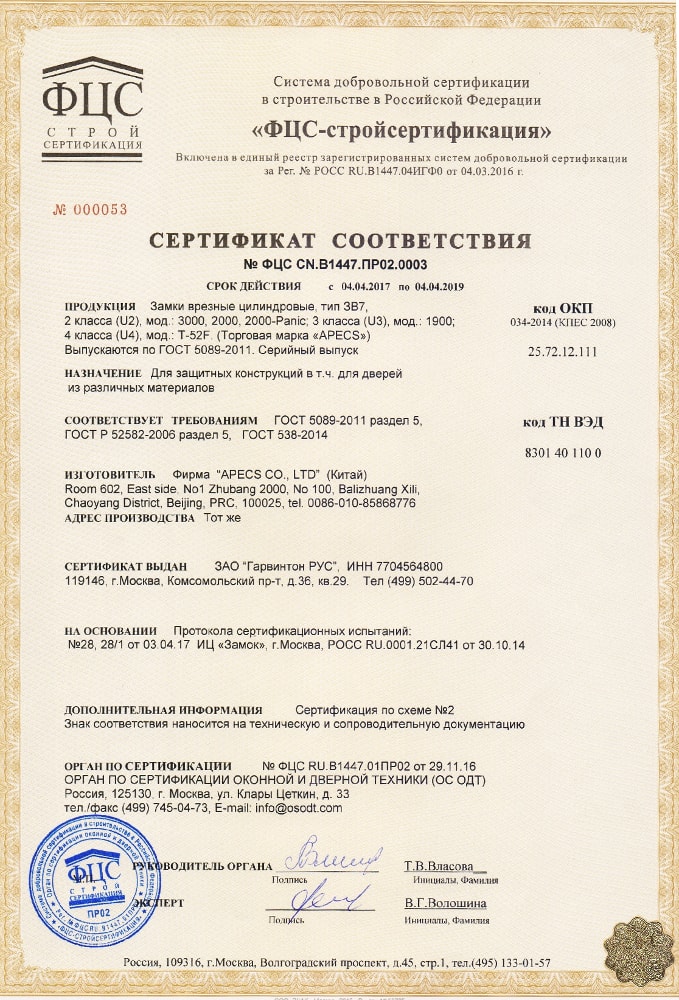 ФЦС
СТРОЙ
СЕРТИФИКАЦИЯ
Система добровольной сертификации
в строительстве в Российской Федерации
«ФЦС-стройсертификация»
Включена в единый реестр зарегистрированных систем добровольной сертификации
за Рег. № РОСС RU.В1447.04ИГФ0 от 04.03.2016 г.
№ 000053
СЕРТИФИКАТ СООТВЕТСТВИЯ
№ ФЦС CN.В1447.ПР02.0003
СРОК ДЕЙСТВИЯ с 04.04.2017 по 04.04.2019
ПРОДУКЦИЯ Замки врезные цилиндровые, тип ЗВ7,
2 класса (U2), мод.: 3000, 2000, 2000-Panic; 3 класса (U3), мод.: 1900;
4 класса (U4), мод.: T-52F. (Торговая марка «APECS»)
Выпускаются по ГОСТ 5089-2011. Серийный выпуск
код ОКП
034-2014 (КПЕС 2008)
25.72.12.111
НАЗНАЧЕНИЕ Для защитных конструкций в т.ч. для дверей
из различных материалов
СООТВЕТСТВУЕТ ТРЕБОВАНИЯМ ГОСТ 5089-2011 раздел 5,
ГОСТ Р 52582-2006 раздел 5, ГОСТ 538-2014
код ТН ВЭД
8301 40 110 0
ИЗГОТОВИТЕЛЬ Фирма "APECS CO., LTD" (Китай)
Room 602, East side, No1 Zhubang 2000, No 100, Balizhuang Xili,
Chaoyang District, Beijing, PRC, 100025, tel. 0086-010-85868776
АДРЕС ПРОИЗВОДСТВА Тот же
СЕРТИФИКАТ ВЫДАН ЗАО "Гарвинтон РУС", ИНН 7704564800
119146, г.Москва, Комсомольский пр-т, д.36, кв.29. Тел (499) 502-44-70
НА ОСНОВАНИИ Протокола сертификационных испытаний:
№28, 28/1 от 03.04.17 ИЦ «Замок», г.Москва, РОСС RU.0001.21СЛ41 от 30.10.14
ДОПОЛНИТЕЛЬНАЯ ИНФОРМАЦИЯ Сертификация по схеме №2
Знак соответствия наносится на техническую и сопроводительную документацию
ОРГАН ПО СЕРТИФИКАЦИИ № ФЦС RU.В1447.01ПР02 от 29.11.16
ОРГАН ПО СЕРТИФИКАЦИИ ОКОННОЙ И ДВЕРНОЙ ТЕХНИКИ (ОС ОДТ)
Россия, 125130, г. Москва, ул. Клары Цеткин, д. 33
тел./факс (499) 745-04-73, E-mail: info@osodt.com
РУКОВОДИТЕЛЬ ОРГАНА Т.В.Власова
Подпись Инициалы, Фамилия
ЭКСПЕРТ В.Г.Волошина
Подпись Инициалы, Фамилия
ФЦС
СТРОЙ
СЕРТИФИКАЦИЯ
ПР02
Россия, 109316, г.Москва, Волгоградский проспект, д.45, стр.1, тел.(495) 133-01-57